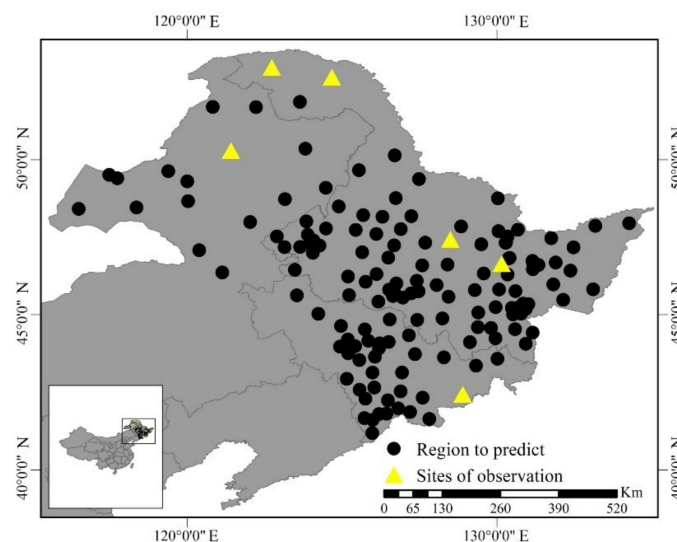 120°0'0" E 130°0'0" E
50°0'0" N 50°0'0" N
45°0'0" N 45°0'0" N
40°0'0" N 40°0'0" N
Region to predict
Sites of observation
Km
0 65 130 260 390 520
120°0'0" E 130°0'0" E